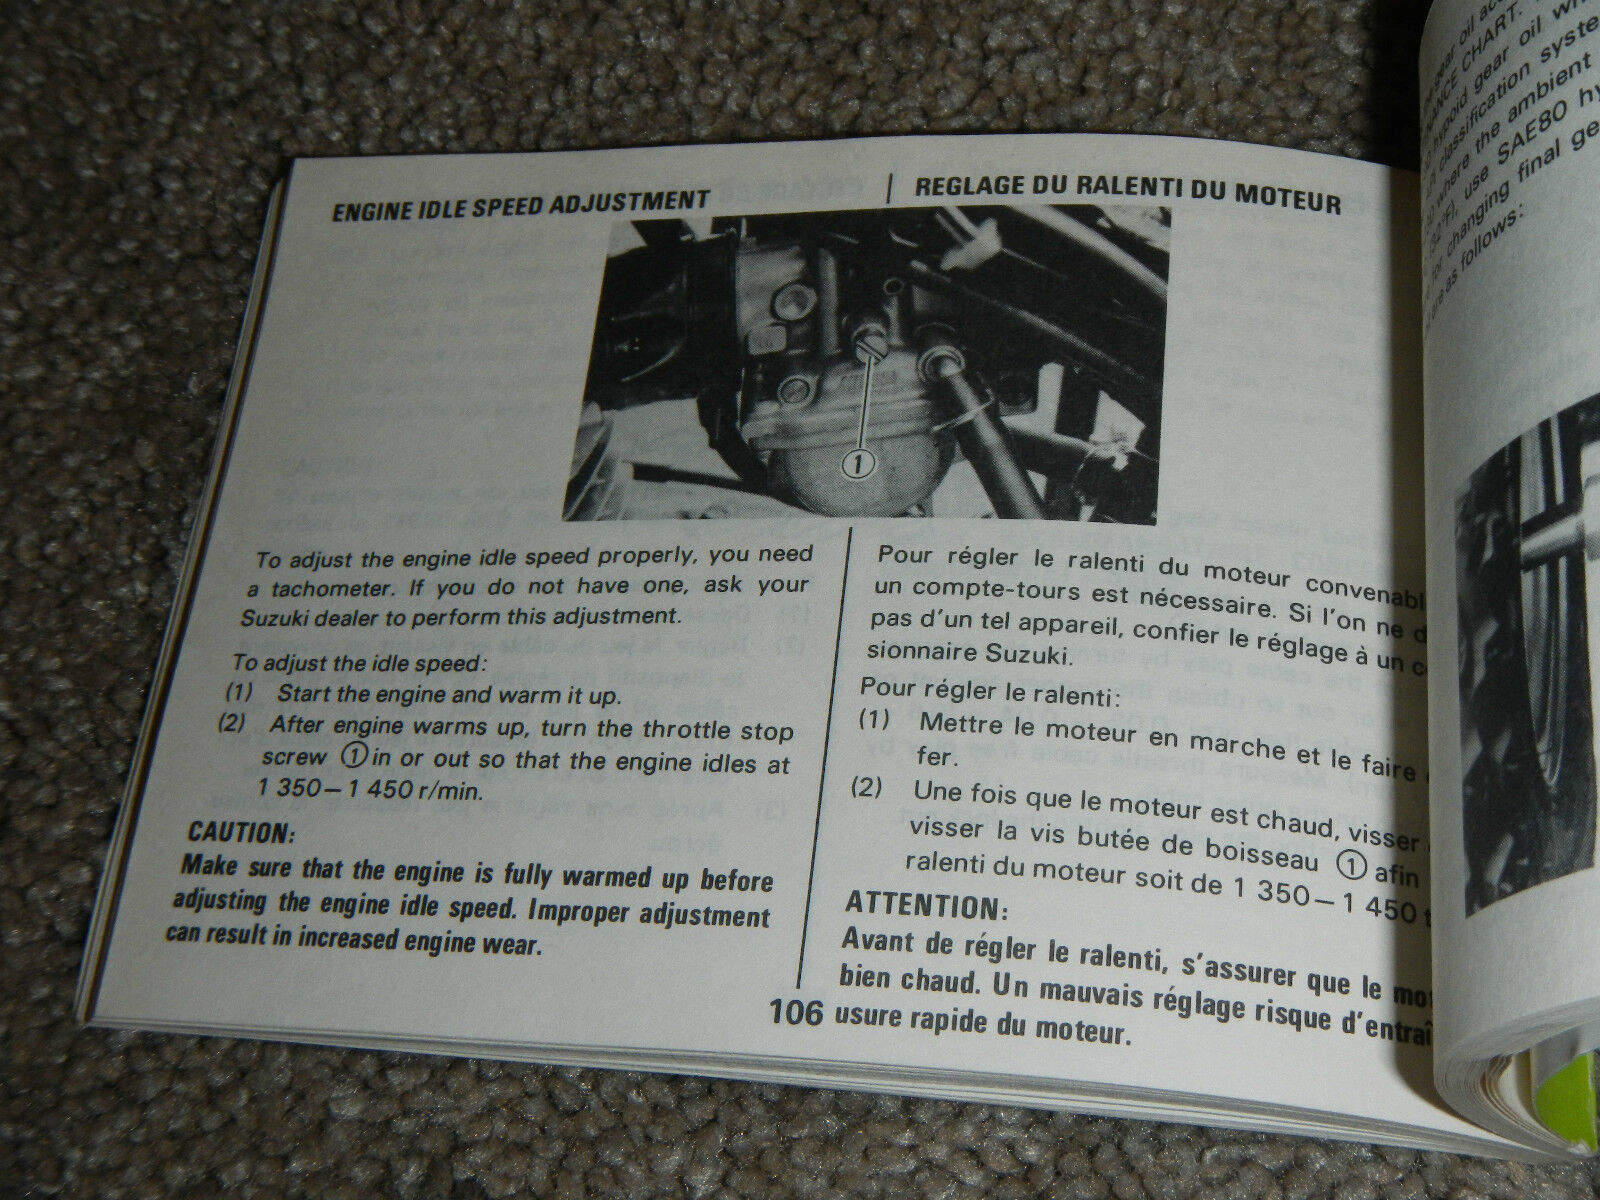 ENGINE IDLE SPEED ADJUSTMENT
1
To adjust the engine idle speed properly, you need
a tachometer. If you do not have one, ask your
Suzuki dealer to perform this adjustment.
To adjust the idle speed:
(1) Start the engine and warm it up.
(2) After engine warms up, turn the throttle stop
screw ① in or out so that the engine idles at
1 350 – 1 450 r/min.
CAUTION:
Make sure that the engine is fully warmed up before
adjusting the engine idle speed. Improper adjustment
can result in increased engine wear.
REGLAGE DU RALENTI DU MOTEUR
Pour régler le ralenti du moteur
un compte-tours est nécessaire. Si l'on ne
pas d'un tel appareil, confier le réglage à un
sionnaire Suzuki.
Pour régler le ralenti:
(1) Mettre le moteur en marche et le faire
fer.
(2) Une fois que le moteur est chaud, visser
visser la vis butée de boisseau ① afin
ralenti du moteur soit de 1 350 – 1 450
ATTENTION:
Avant de régler le ralenti, s'assurer que le
bien chaud. Un mauvais réglage risque
usure rapide du moteur.
106
gear oil
CHART.
hypoid gear oil
classification
where the ambient
use SAE80
for changing final
are as follows: